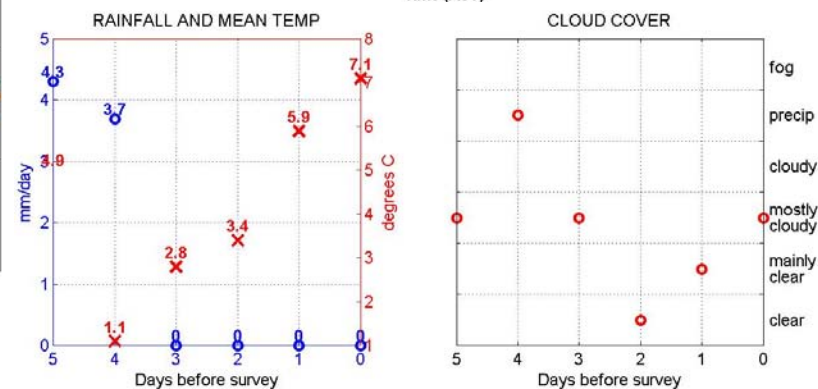 RAINFALL AND MEAN TEMP
5
4
3
2
1
0
mm/day
8
7
6
5
4
3
2
1
degrees C
4.3
3.7
0
0
0
0
1.1
2.8
3.4
5.9
7.1
5
4
3
2
1
0
Days before survey
CLOUD COVER
fog
precip
cloudy
mostly
cloudy
mainly
clear
clear
5
4
3
2
1
0
Days before survey